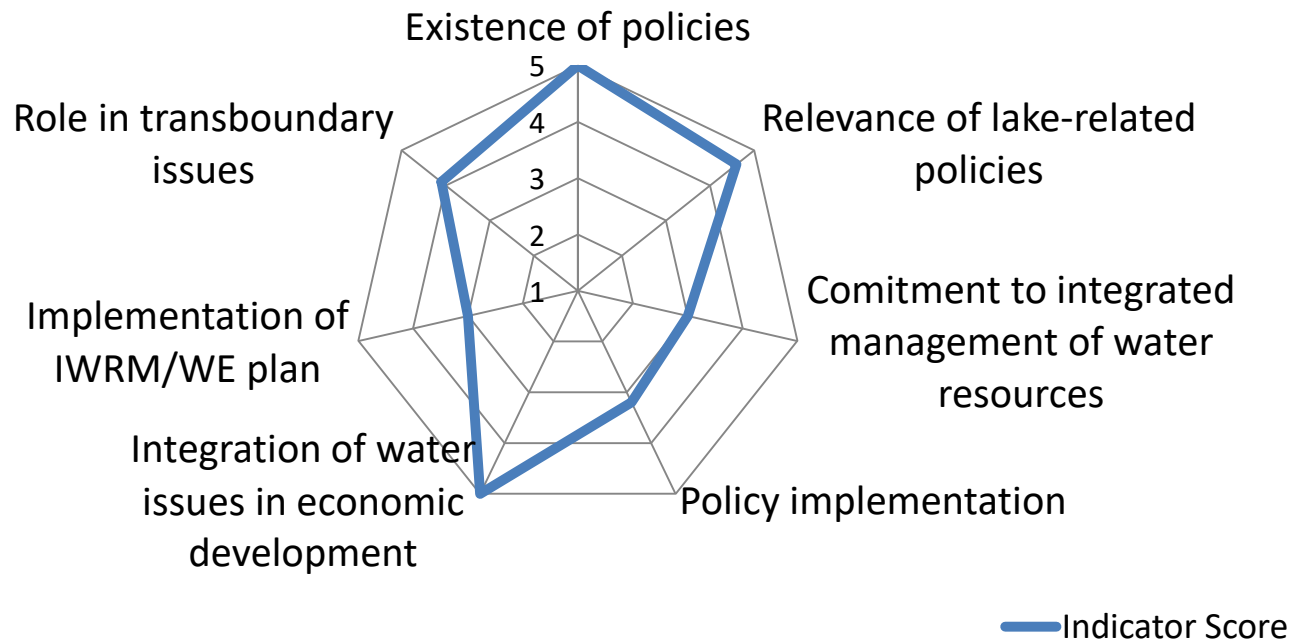 Existence of policies
5
4
3
2
1
Relevance of lake-related
policies
Comitment to integrated
management of water
resources
Policy implementation
Integration of water
issues in economic
development
Implementation of
IWRM/WE plan
Role in transboundary
issues
Indicator Score